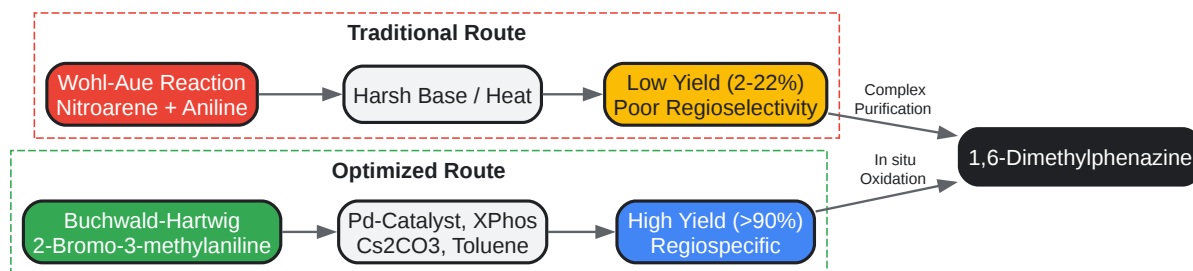 Traditional Route
Wohl-Aue Reaction
Nitroarene + Aniline
Harsh Base / Heat
Low Yield (2-22%)
Poor Regioselectivity
Complex
Purification
1,6-Dimethylphenazine
In situ
Oxidation
Optimized Route
Buchwald-Hartwig
2-Bromo-3-methylaniline
Pd-Catalyst, XPhos
Cs2CO3, Toluene
High Yield (>90%)
Regiospecific